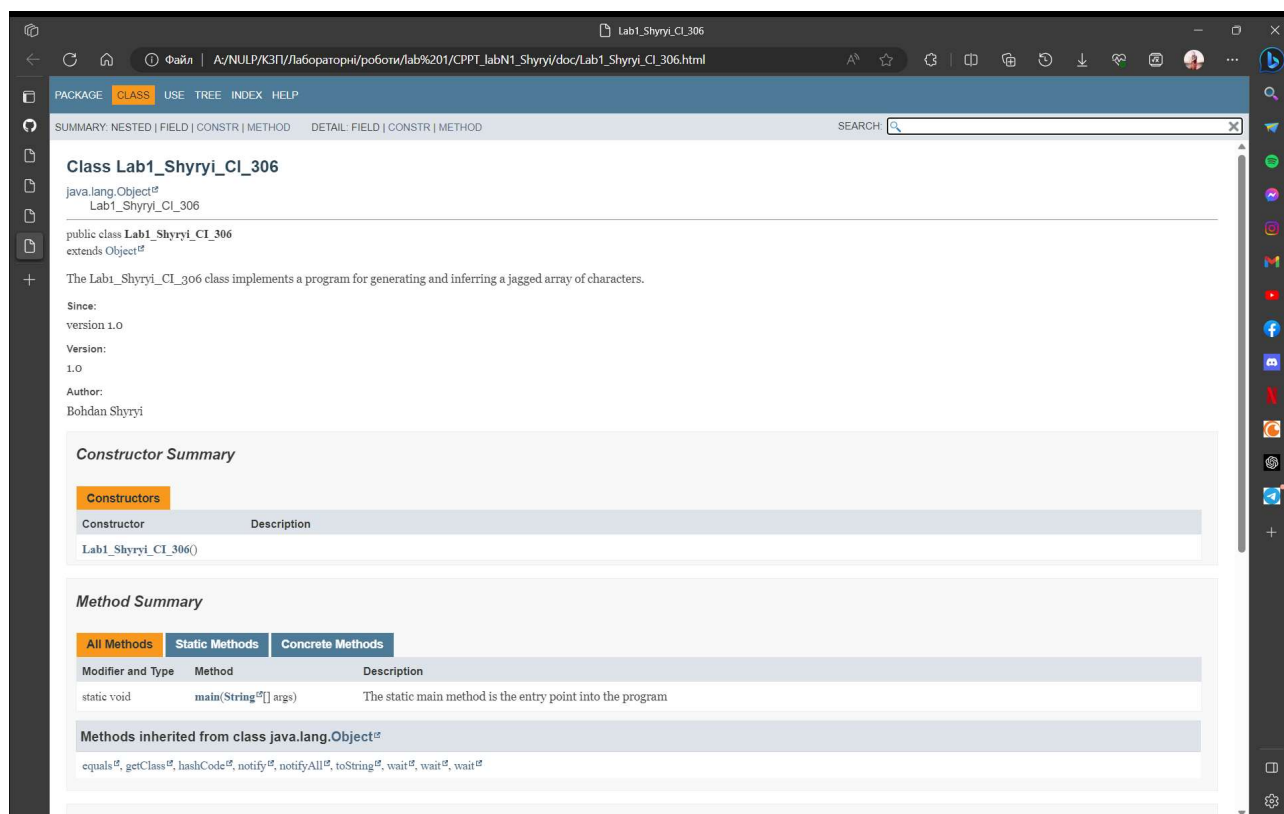 Lab1_Shyryi_CI_306
Файл | A:/NULP/КЗП/Лабораторні/роботи/lab%201/CPPT_labN1_Shyryi/doc/Lab1_Shyryi_CI_306.html
PACKAGE CLASS USE TREE INDEX HELP
SUMMARY: NESTED | FIELD | CONSTR | METHOD DETAIL: FIELD | CONSTR | METHOD SEARCH:
Class Lab1_Shyryi_CI_306
java.lang.Object
Lab1_Shyryi_CI_306
public class Lab1_Shyryi_CI_306
extends Object
The Lab1_Shyryi_CI_306 class implements a program for generating and inferring a jagged array of characters.
Since:
version 1.0
Version:
1.0
Author:
Bohdan Shyryi
Constructor Summary
Constructors
Constructor Description
Lab1_Shyryi_CI_306()
Method Summary
All Methods Static Methods Concrete Methods
Modifier and Type Method Description
static void main(String[] args) The static main method is the entry point into the program
Methods inherited from class java.lang.Object
equals, getClass, hashCode, notify, notifyAll, toString, wait, wait, wait